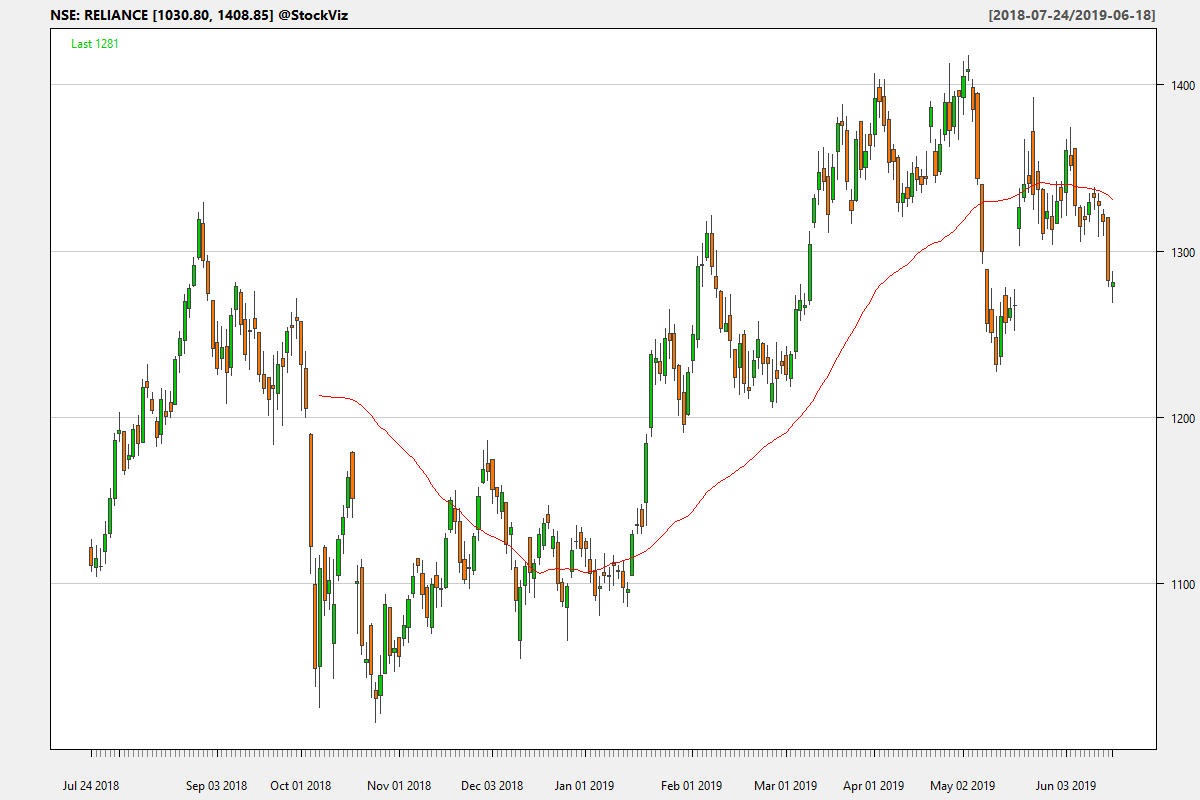 NSE: RELIANCE [1030.80, 1408.85] @StockViz [2018-07-24/2019-06-18]
Last 1281
1400
1300
1200
1100
Jul 24 2018 Sep 03 2018 Oct 01 2018 Nov 01 2018 Dec 03 2018 Jan 01 2019 Feb 01 2019 Mar 01 2019 Apr 01 2019 May 02 2019 Jun 03 2019